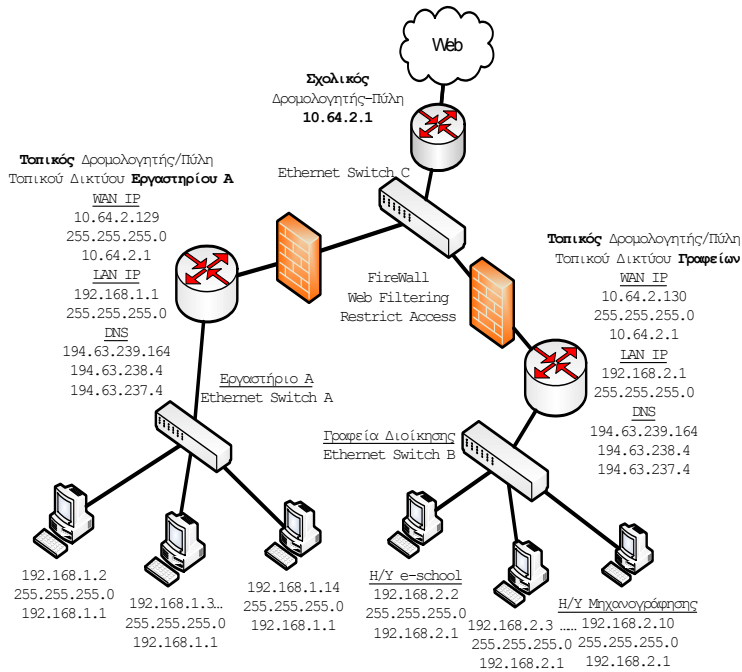 Web
Σχολικός
Δρομολογητής-Πύλη
10.64.2.1
Ethernet Switch C
Τοπικός Δρομολογητής/Πύλη
Τοπικού Δικτύου Εργαστηρίου Α
WAN IP
10.64.2.129
255.255.255.0
10.64.2.1
LAN IP
192.168.1.1
255.255.255.0
DNS
194.63.239.164
194.63.238.4
194.63.237.4
FireWall
Web Filtering
Restrict Access
Τοπικός Δρομολογητής/Πύλη
Τοπικού Δικτύου Γραφείων
WAN IP
10.64.2.130
255.255.255.0
10.64.2.1
LAN IP
192.168.2.1
255.255.255.0
DNS
194.63.239.164
194.63.238.4
194.63.237.4
Εργαστήριο Α
Ethernet Switch A
Γραφεία Διοίκησης
Ethernet Switch B
192.168.1.2
255.255.255.0
192.168.1.1
192.168.1.3…
255.255.255.0
192.168.1.1
192.168.1.14
255.255.255.0
192.168.1.1
Η/Υ e-school
192.168.2.2
255.255.255.0
192.168.2.1
192.168.2.3 ……
255.255.255.0
192.168.2.1
Η/Υ Μηχανογράφησης
192.168.2.10
255.255.255.0
192.168.2.1